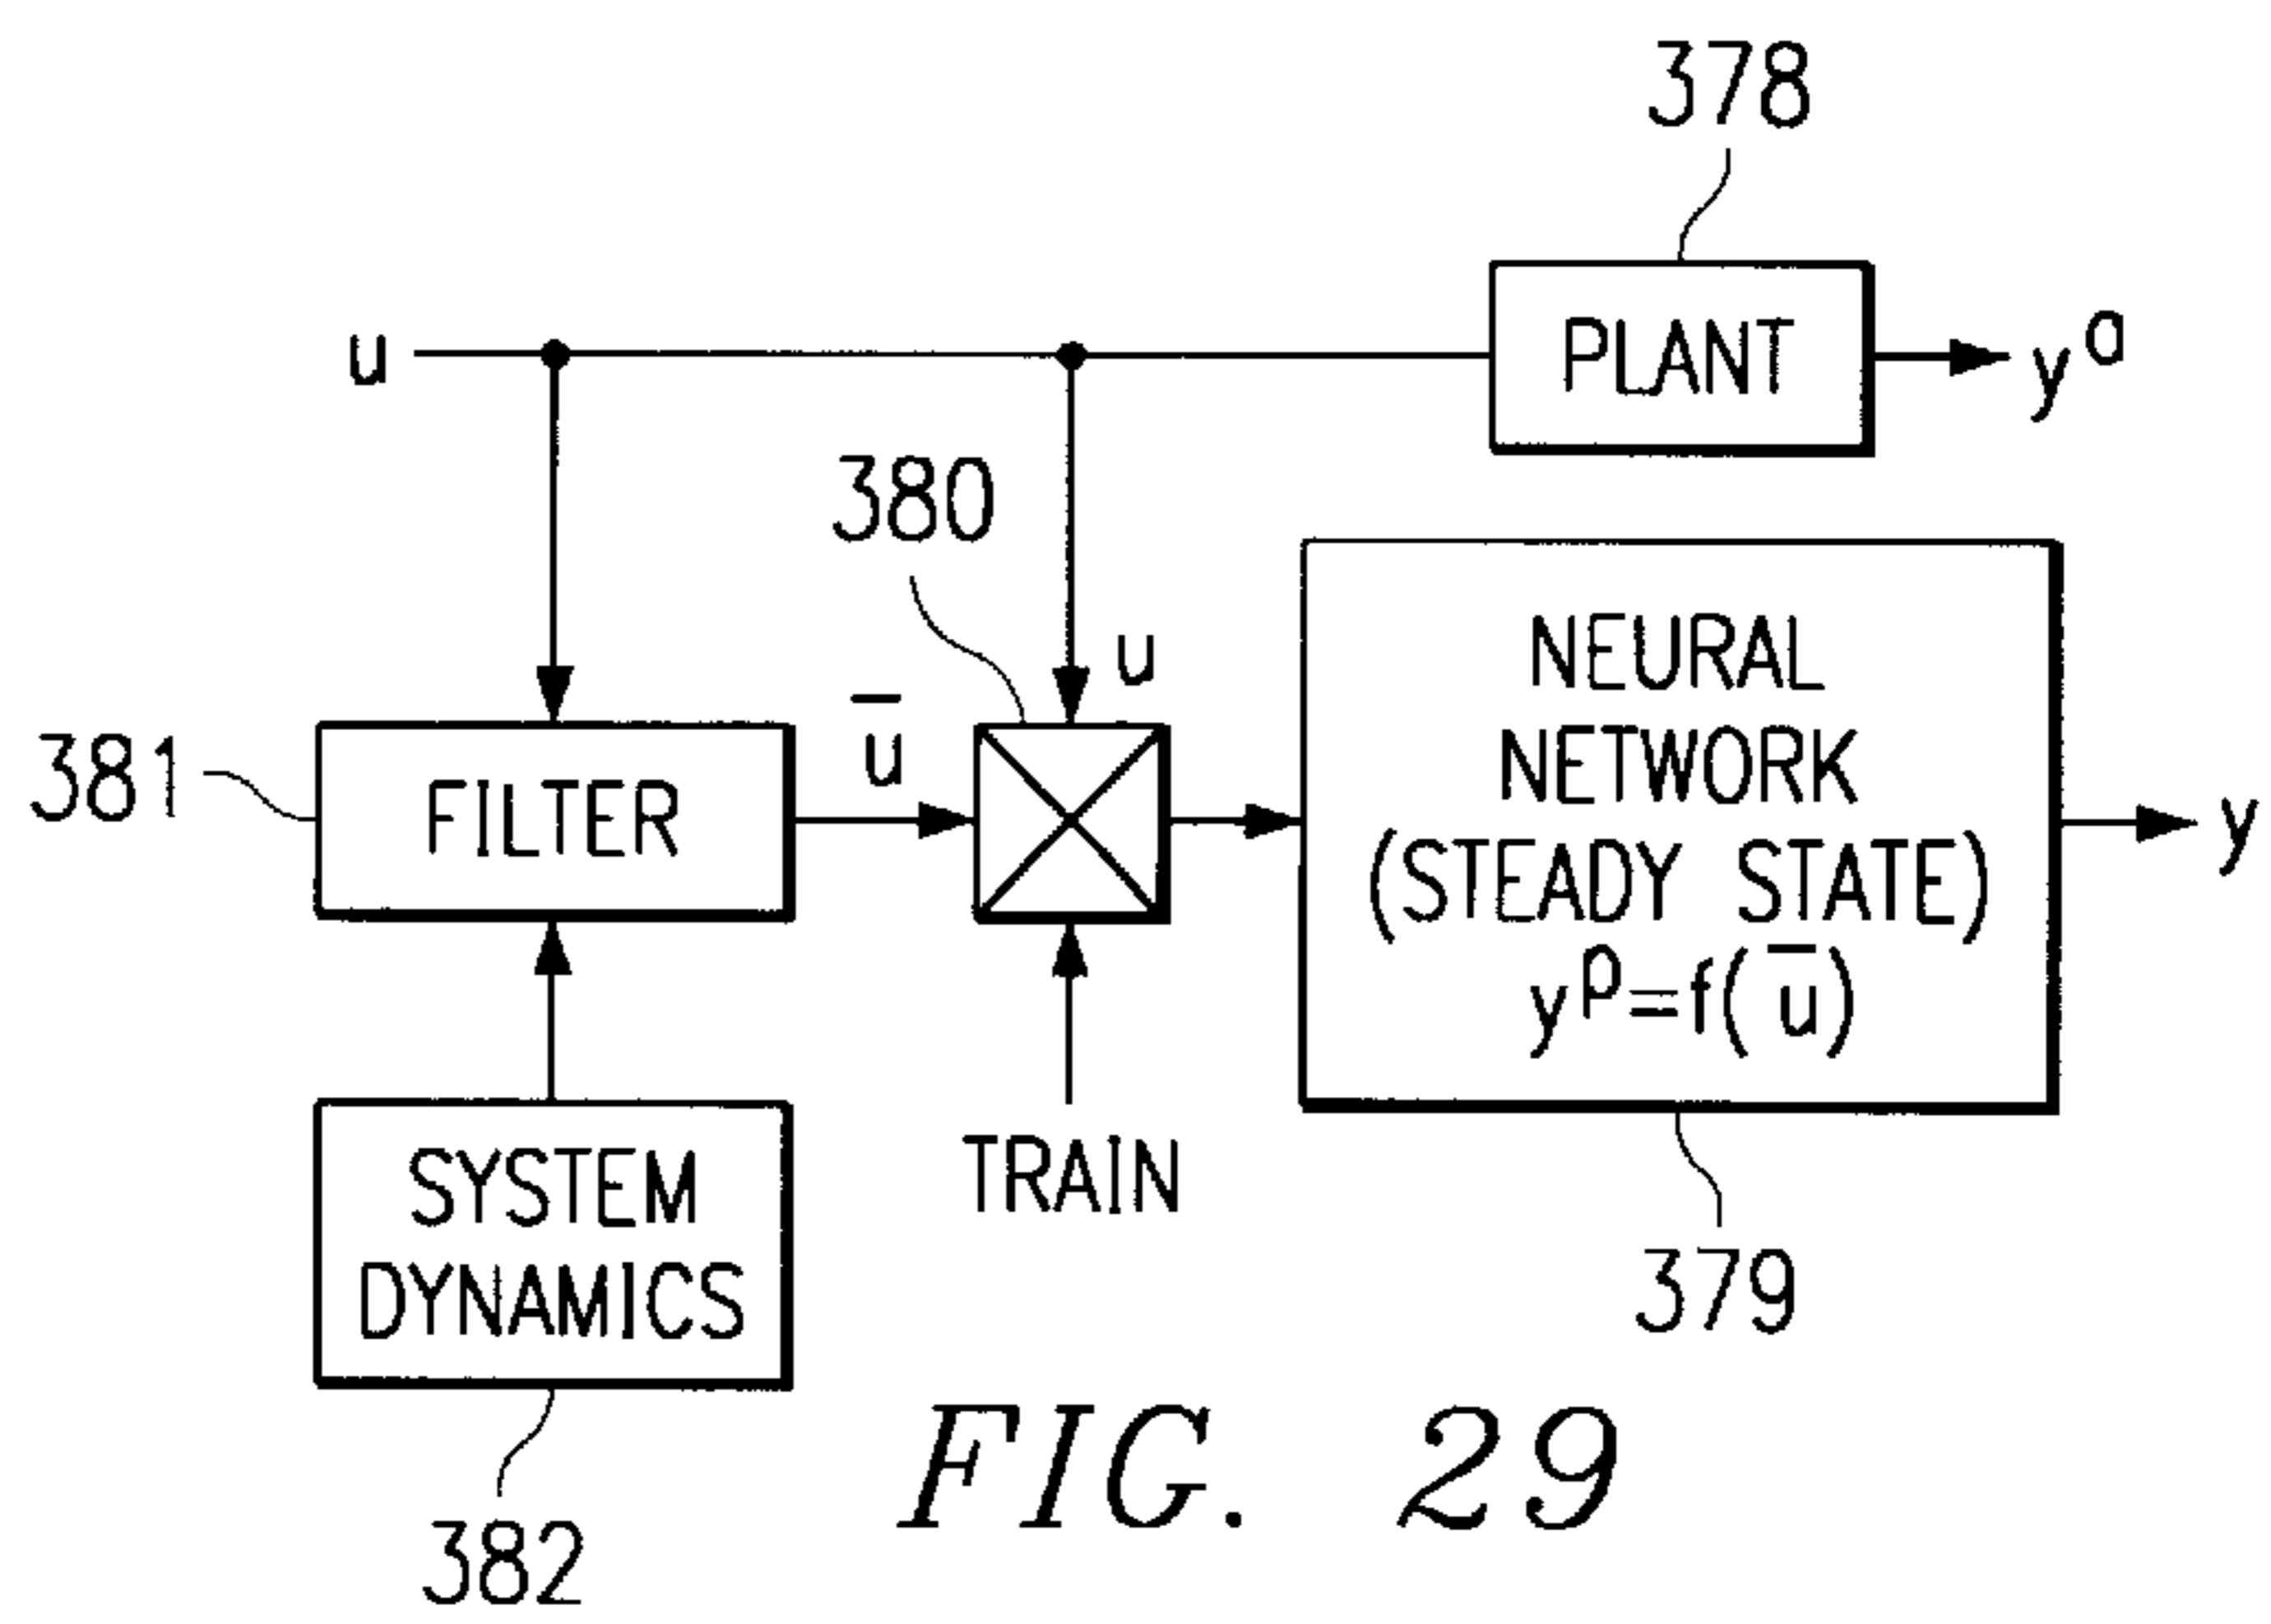 378
u
PLANT
y^a
380
u
ū
381
FILTER
NEURAL
NETWORK
(STEADY STATE)
y^p=f(ū)
y
SYSTEM
DYNAMICS
TRAIN
379
382
FIG. 29